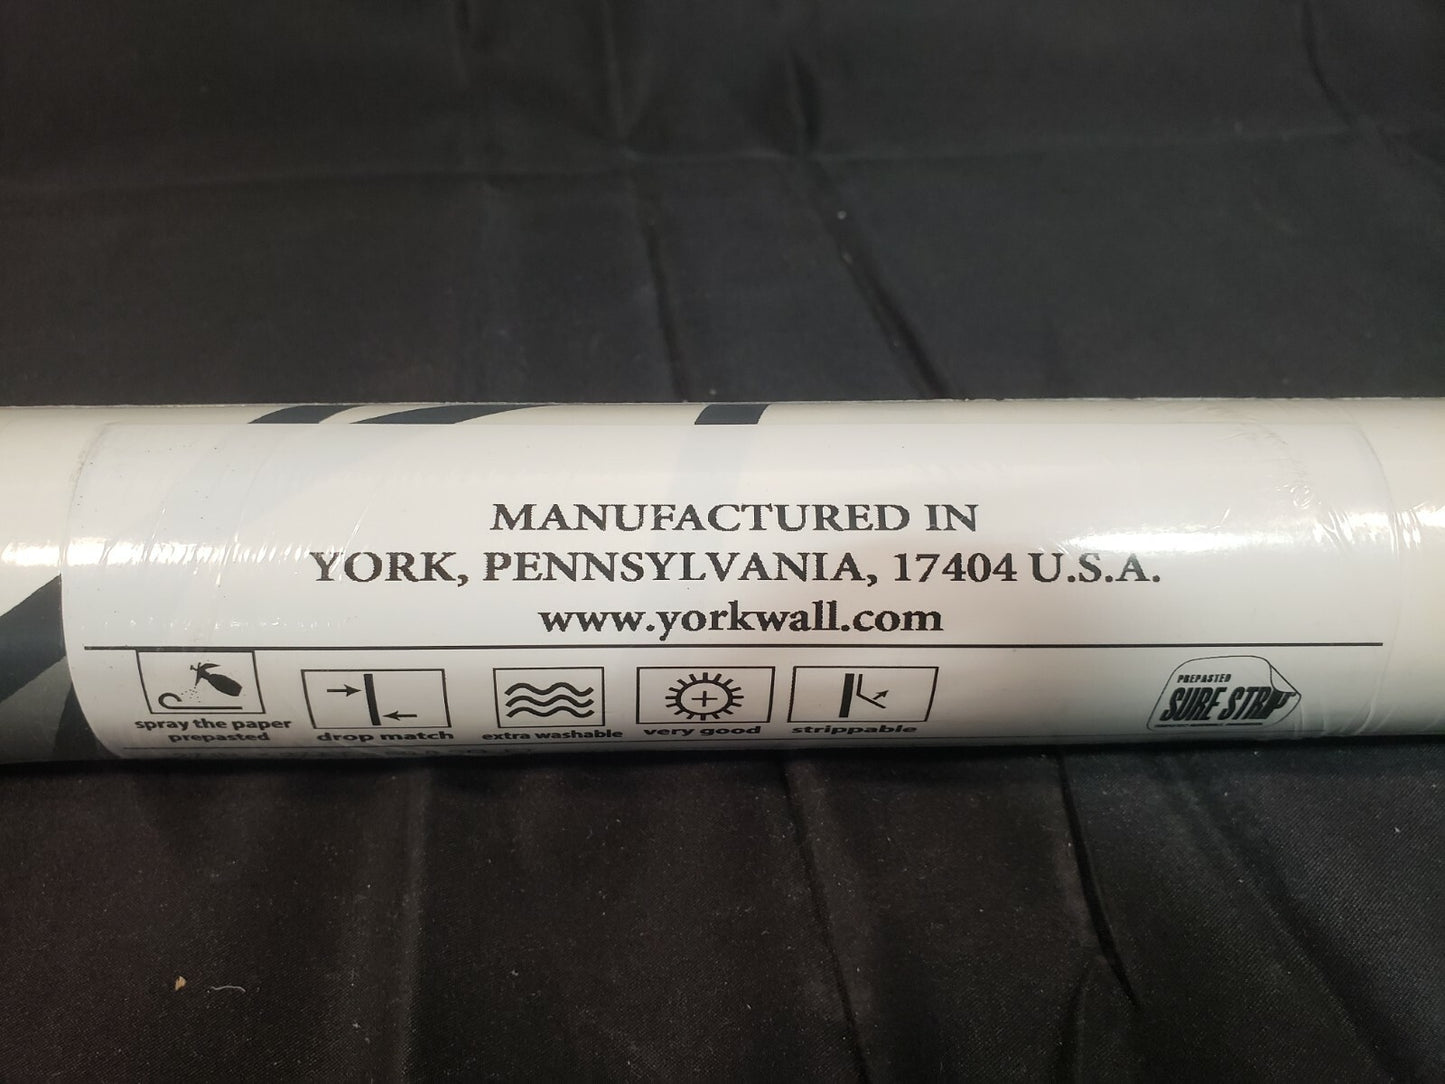 MANUFACTURED IN
YORK, PENNSYLVANIA, 17404 U.S.A.
www.yorkwall.com
spray the paper
prepasted
drop match
extra washable
very good
strippable
PREPASTED
SURE STRIP